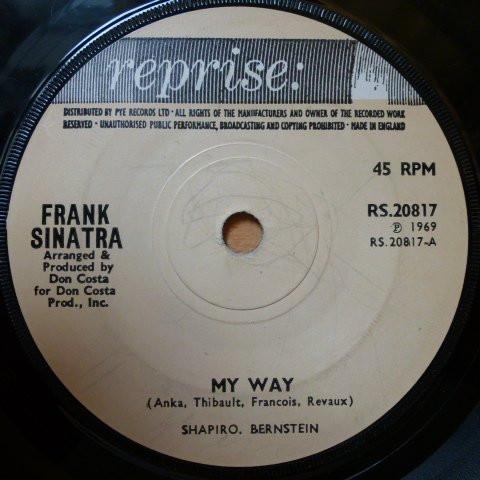 reprise:
DISTRIBUTED BY PYE RECORDS LTD · ALL RIGHTS OF THE MANUFACTURERS AND OWNER OF THE RECORDED WORK
RESERVED · UNAUTHORISED PUBLIC PERFORMANCE, BROADCASTING AND COPYING PROHIBITED · MADE IN ENGLAND
45 RPM
FRANK
SINATRA
Arranged &
Produced by
Don Costa
for Don Costa
Prod., Inc.
RS.20817
℗ 1969
RS.20817-A
MY WAY
(Anka, Thibault, Francois, Revaux)
SHAPIRO, BERNSTEIN